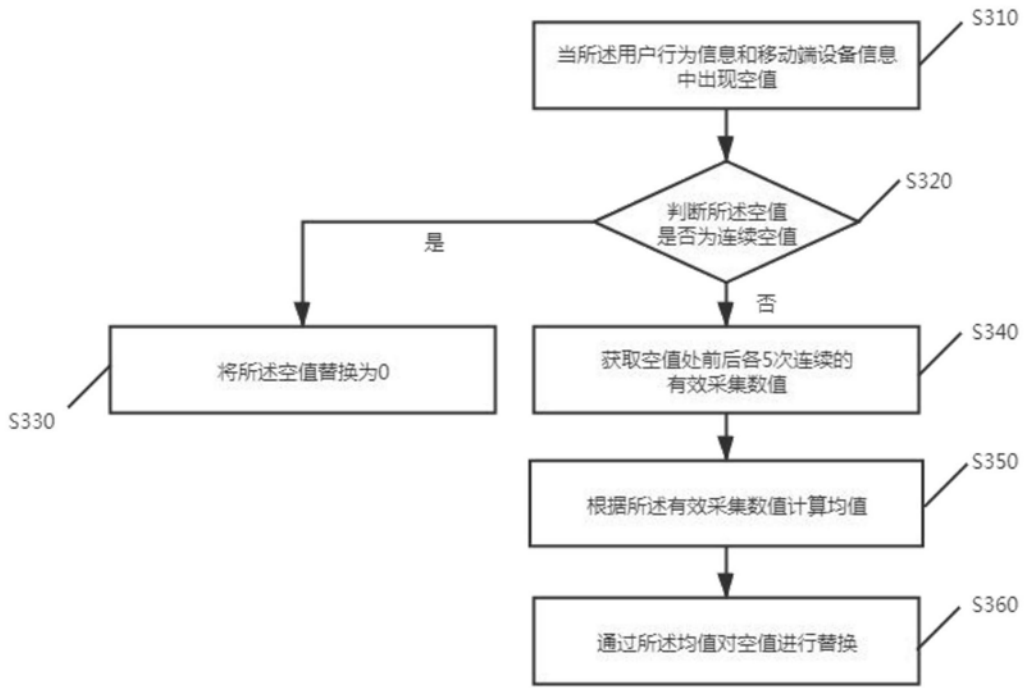 S310
当所述用户行为信息和移动端设备信息
中出现空值
S320
判断所述空值
是否为连续空值
是
否
S330
将所述空值替换为0
S340
获取空值处前后各5次连续的
有效采集数值
S350
根据所述有效采集数值计算均值
S360
通过所述均值对空值进行替换